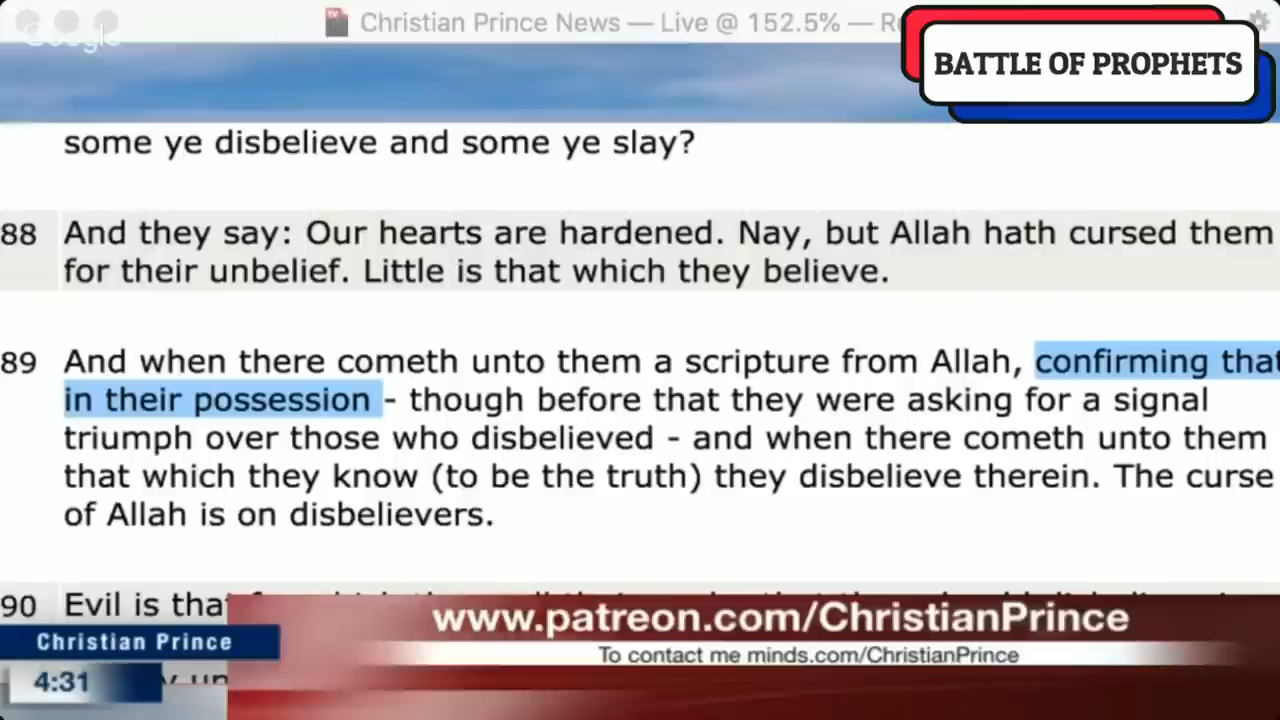 Christian Prince News — Live @ 152.5% —
Google
BATTLE OF PROPHETS
some ye disbelieve and some ye slay?
88 And they say: Our hearts are hardened. Nay, but Allah hath cursed them
for their unbelief. Little is that which they believe.
89 And when there cometh unto them a scripture from Allah, confirming that
in their possession - though before that they were asking for a signal
triumph over those who disbelieved - and when there cometh unto them
that which they know (to be the truth) they disbelieve therein. The curse
of Allah is on disbelievers.
90 Evil is that
www.patreon.com/ChristianPrince
Christian Prince
To contact me minds.com/ChristianPrince
4:31